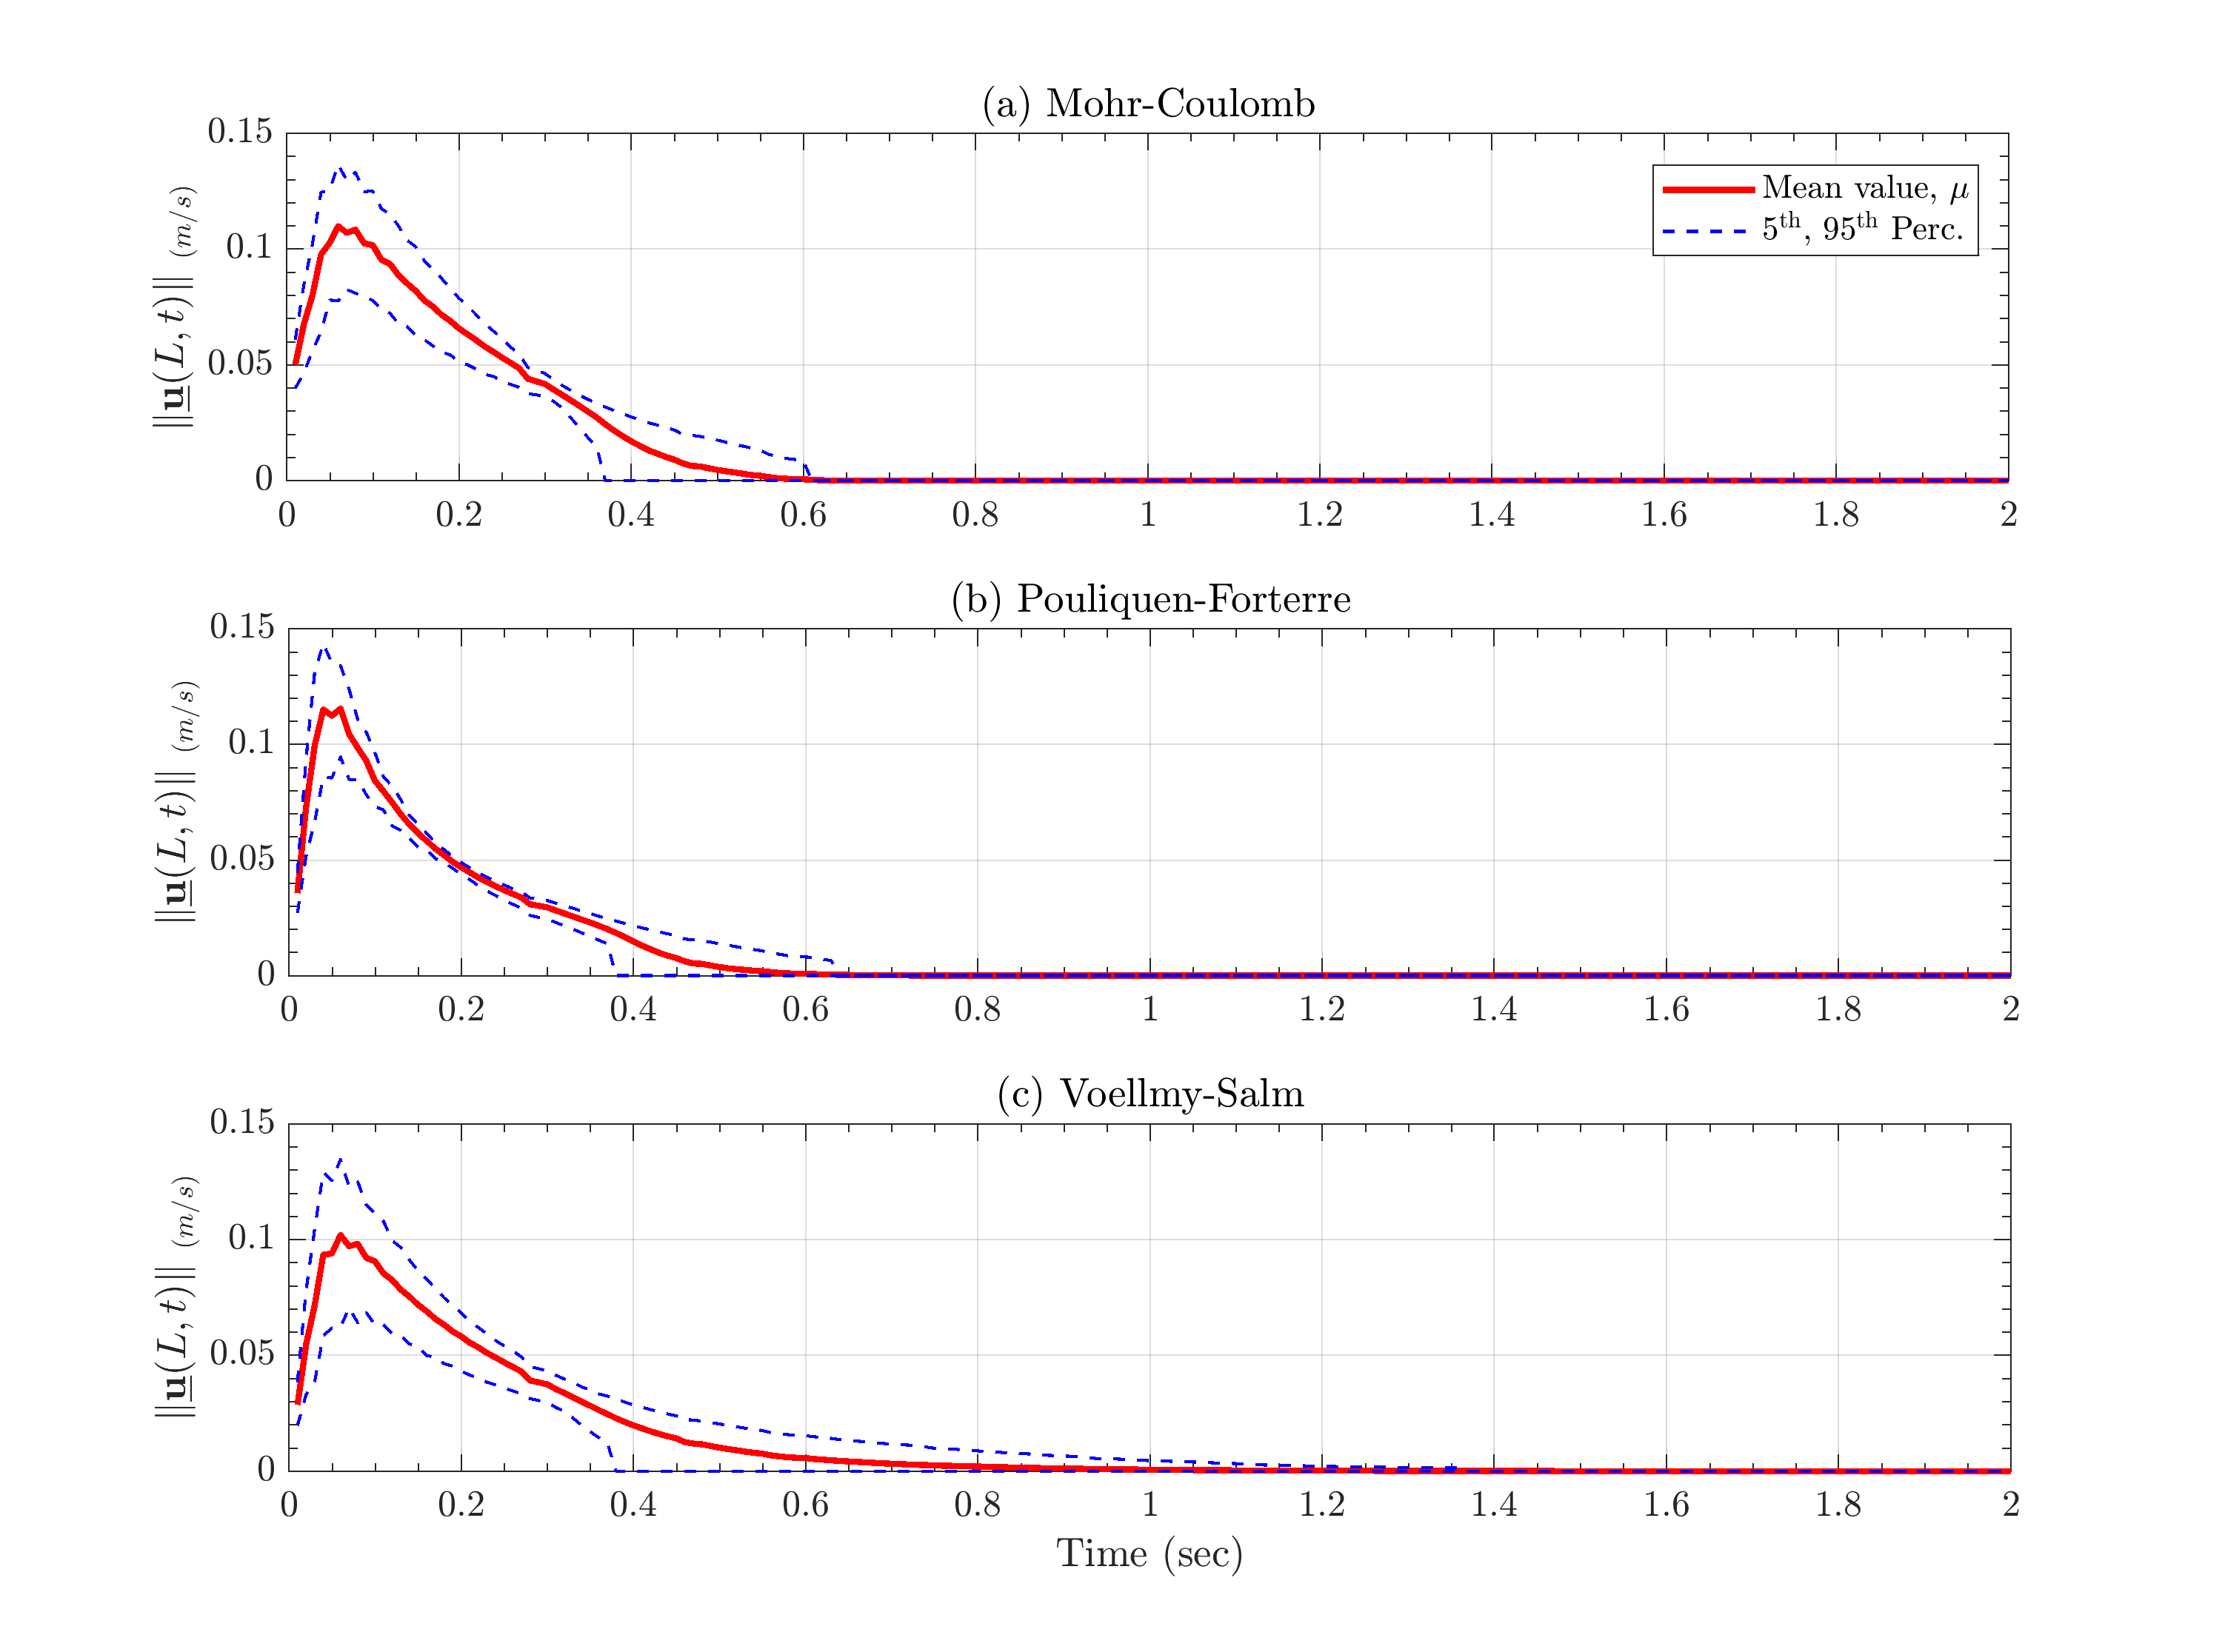 (a) Mohr-Coulomb
||u(L, t)|| (m/s)
0.15
0.1
0.05
0
Mean value, μ
5th, 95th Perc.
0 0.2 0.4 0.6 0.8 1 1.2 1.4 1.6 1.8 2
(b) Pouliquen-Forterre
||u(L, t)|| (m/s)
0.15
0.1
0.05
0
0 0.2 0.4 0.6 0.8 1 1.2 1.4 1.6 1.8 2
(c) Voellmy-Salm
||u(L, t)|| (m/s)
0.15
0.1
0.05
0
0 0.2 0.4 0.6 0.8 1 1.2 1.4 1.6 1.8 2
Time (sec)